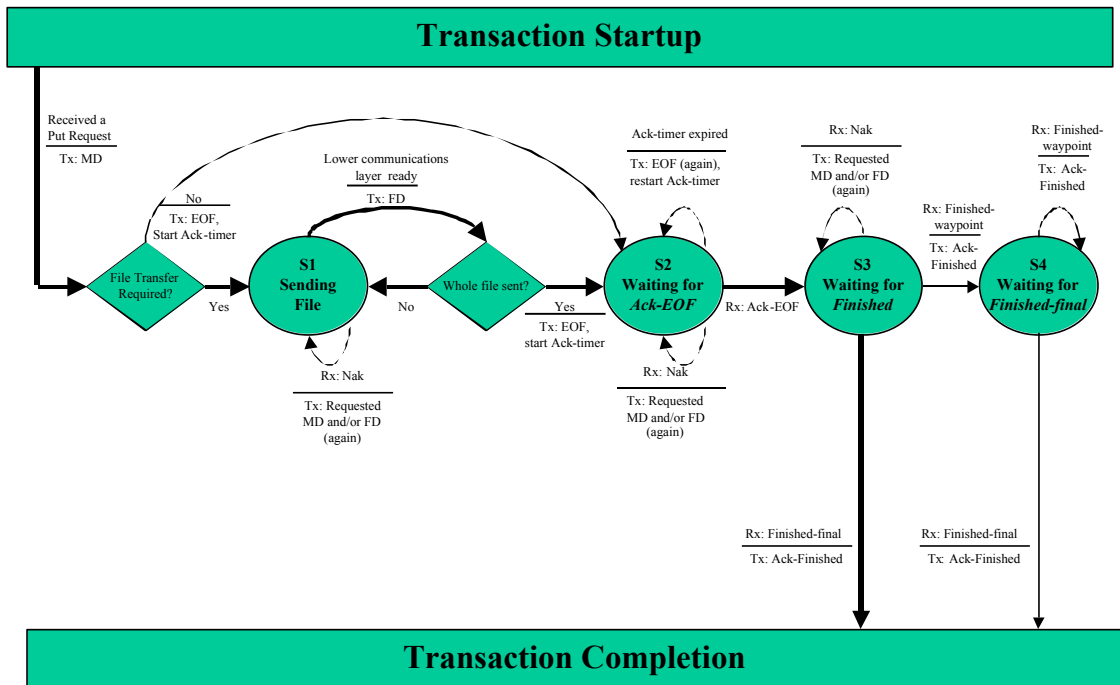 Transaction Startup
Received a
Put Request
Tx: MD
No
Tx: EOF,
Start Ack-timer
File Transfer
Required?
Yes
Lower communications
layer ready
Tx: FD
S1
Sending
File
Rx: Nak
Tx: Requested
MD and/or FD
(again)
No
Whole file sent?
Yes
Tx: EOF,
start Ack-timer
Ack-timer expired
Tx: EOF (again),
restart Ack-timer
S2
Waiting for
Ack-EOF
Rx: Nak
Tx: Requested
MD and/or FD
(again)
Rx: Ack-EOF
Rx: Nak
Tx: Requested
MD and/or FD
(again)
S3
Waiting for
Finished
Rx: Finished-
waypoint
Tx: Ack-
Finished
Rx: Finished-
waypoint
Tx: Ack-
Finished
S4
Waiting for
Finished-final
Rx: Finished-final
Tx: Ack-Finished
Rx: Finished-final
Tx: Ack-Finished
Transaction Completion